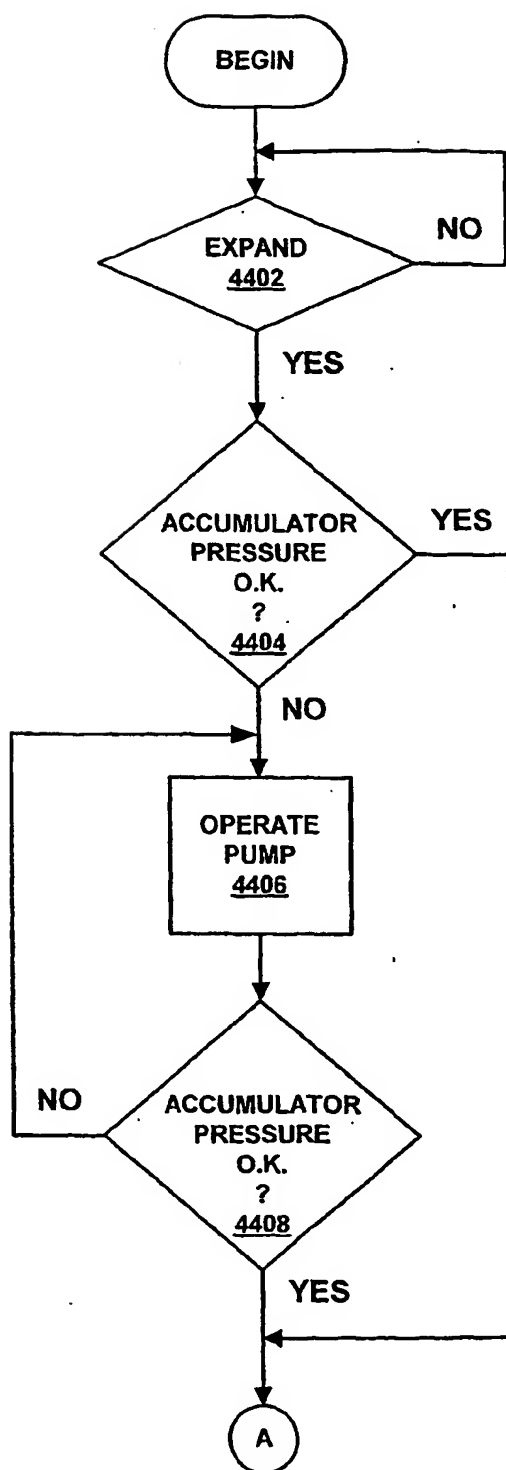 BEGIN
EXPAND
NO
4402
YES
ACCUMULATOR
YES
PRESSURE
O.K.
?
4404
NO
OPERATE
PUMP
4406
NO
ACCUMULATOR
PRESSURE
O.K.
?
4408
YES
A